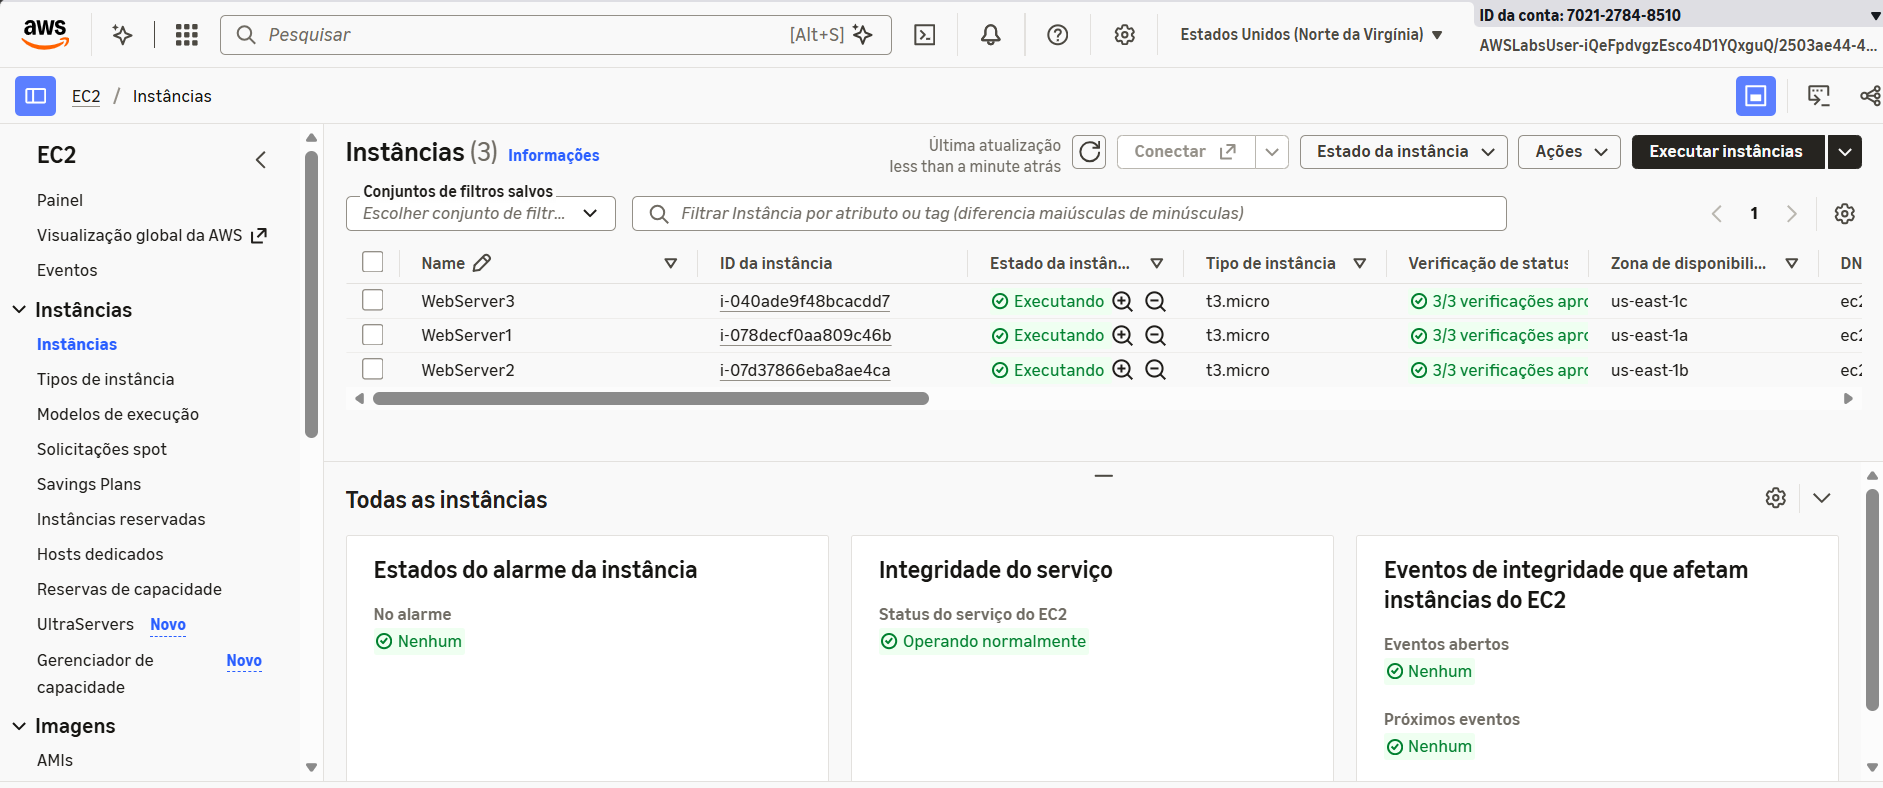 aws
Pesquisar [Alt+S]
Estados Unidos (Norte da Virgínia)
ID da conta: 7021-2784-8510
AWSLabsUser-iQeFpdvgzEsco4D1YQxguQ/2503ae44-4...
EC2 / Instâncias
EC2
Painel
Visualização global da AWS
Eventos
Instâncias
Instâncias
Tipos de instância
Modelos de execução
Solicitações spot
Savings Plans
Instâncias reservadas
Hosts dedicados
Reservas de capacidade
UltraServers Novo
Gerenciador de Novo
capacidade
Imagens
AMIs
Instâncias (3) Informações
Última atualização
less than a minute atrás
Conectar
Estado da instância
Ações
Executar instâncias
Conjuntos de filtros salvos
Escolher conjunto de filtr...
Filtrar Instância por atributo ou tag (diferencia maiúsculas de minúsculas)
1
Name ID da instância Estado da instân... Tipo de instância Verificação de status Zona de disponibili... DN
WebServer3 i-040ade9f48bcacdd7 Executando t3.micro 3/3 verificações apro us-east-1c ec2
WebServer1 i-078decf0aa809c46b Executando t3.micro 3/3 verificações apro us-east-1a ec2
WebServer2 i-07d37866eba8ae4ca Executando t3.micro 3/3 verificações apro us-east-1b ec2
Todas as instâncias
Estados do alarme da instância
No alarme
Nenhum
Integridade do serviço
Status do serviço do EC2
Operando normalmente
Eventos de integridade que afetam
instâncias do EC2
Eventos abertos
Nenhum
Próximos eventos
Nenhum